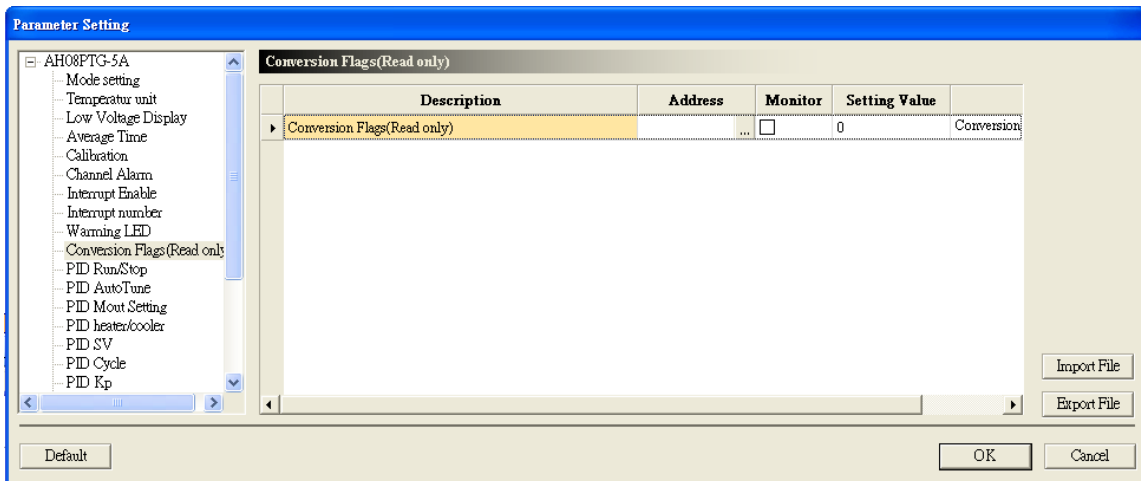 Parameter Setting
AH08PTG-5A
Mode setting
Temperatur unit
Low Voltage Display
Average Time
Calibration
Channel Alarm
Interrupt Enable
Interrupt number
Warming LED
Conversion Flags(Read only
PID Run/Stop
PID AutoTune
PID Mout Setting
PID heater/cooler
PID SV
PID Cycle
PID Kp
Conversion Flags(Read only)
Description Address Monitor Setting Value
Conversion Flags(Read only) ... 0 Conversion
Import File
Export File
Default
OK Cancel